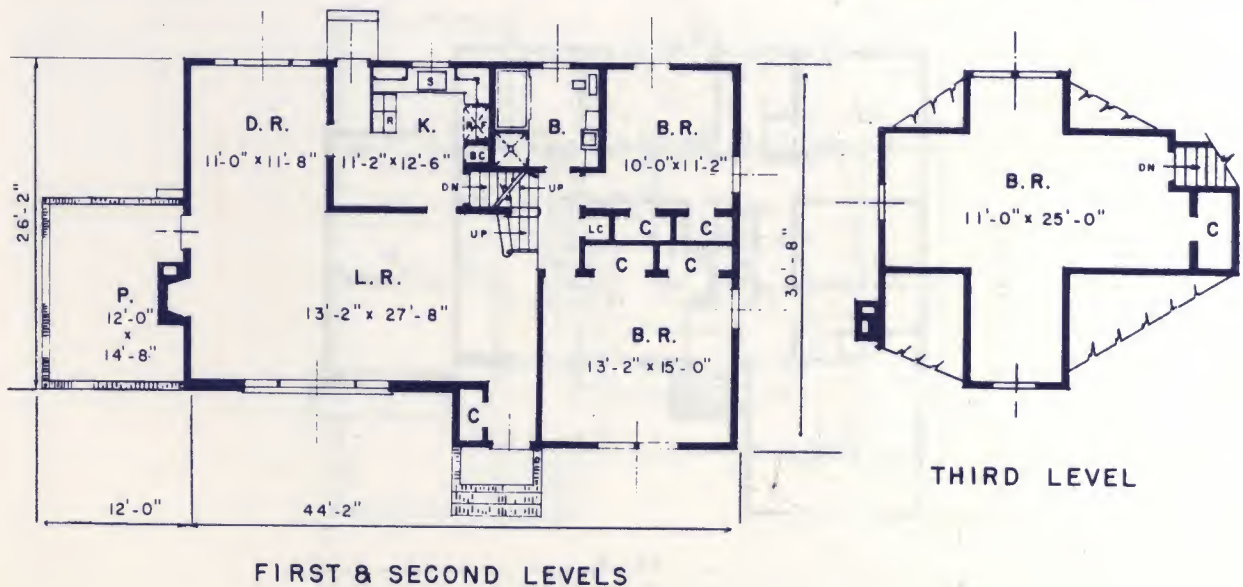 D. R.
11'-0" x 11'-8"
S
R
K.
11'-2" x 12'-6"
BC
B.
B. R.
10'-0" x 11'-2"
DN
UP
UP
LC
C
C
C
C
P.
12'-0"
x
14'-8"
L. R.
13'-2" x 27'-8"
B. R.
13'-2" x 15'-0"
C
26'-2"
30'-8"
12'-0"
44'-2"
FIRST & SECOND LEVELS
B. R.
11'-0" x 25'-0"
DN
C
THIRD LEVEL